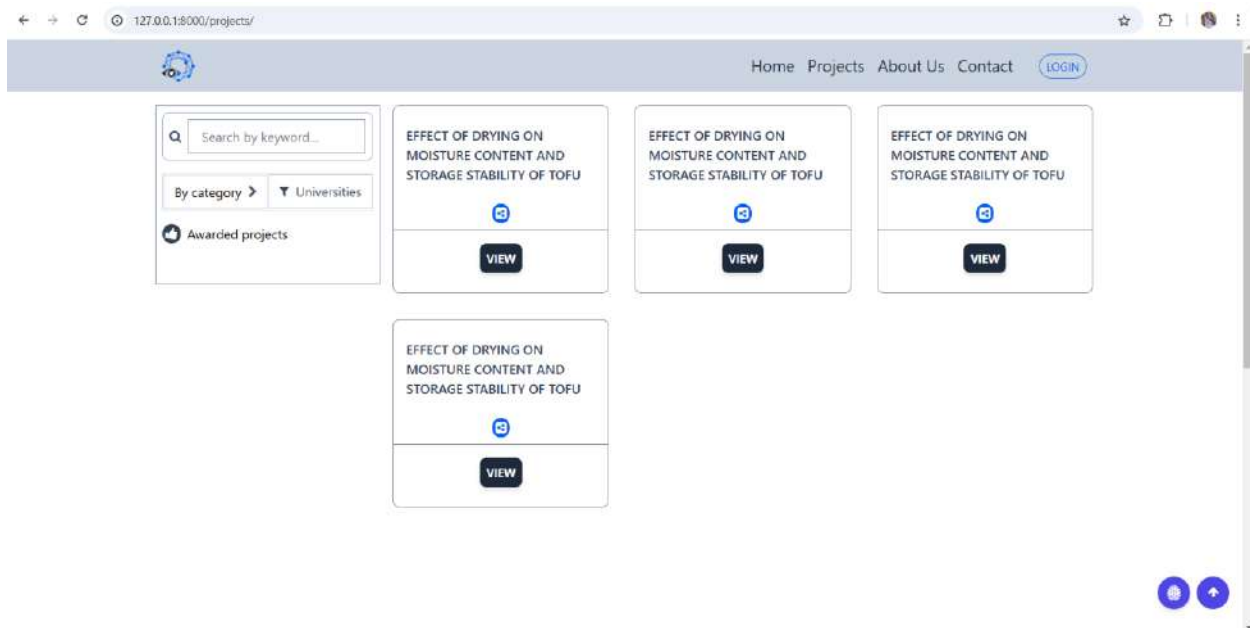 127.0.0.1:8000/projects/
Home Projects About Us Contact LOGIN
Search by keyword...
By category Universities
Awarded projects
EFFECT OF DRYING ON
MOISTURE CONTENT AND
STORAGE STABILITY OF TOFU
VIEW
EFFECT OF DRYING ON
MOISTURE CONTENT AND
STORAGE STABILITY OF TOFU
VIEW
EFFECT OF DRYING ON
MOISTURE CONTENT AND
STORAGE STABILITY OF TOFU
VIEW
EFFECT OF DRYING ON
MOISTURE CONTENT AND
STORAGE STABILITY OF TOFU
VIEW